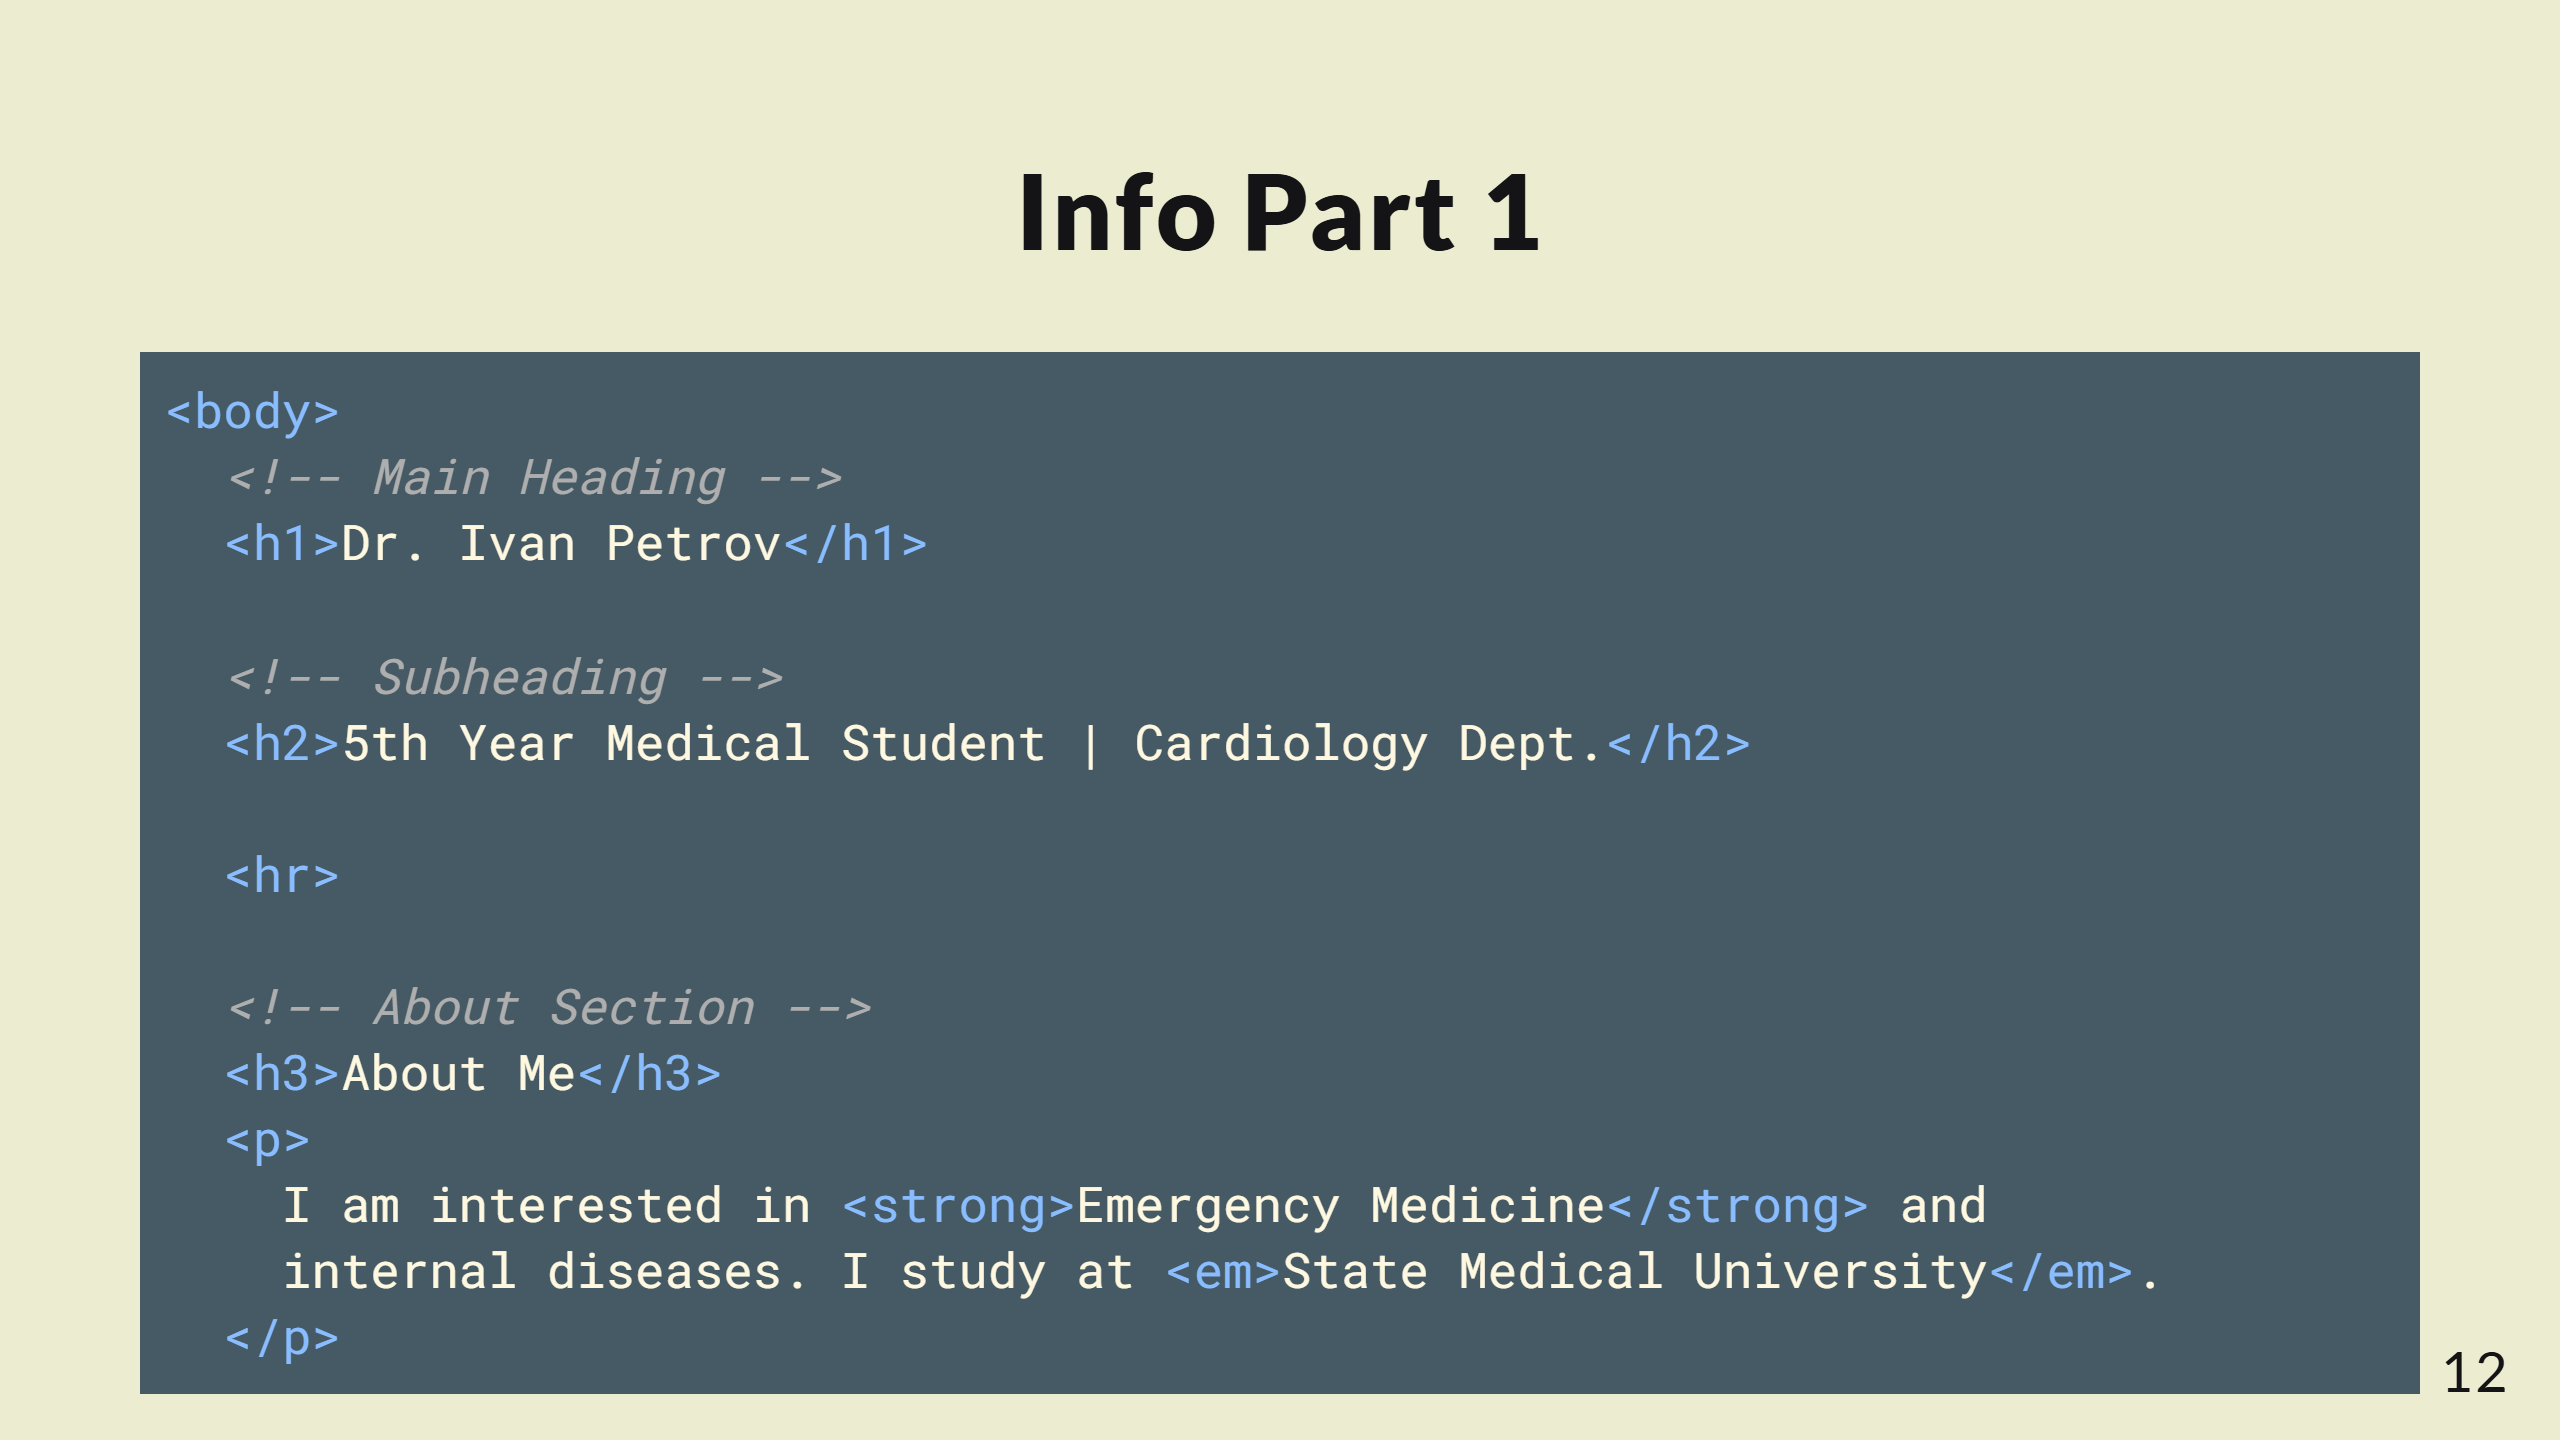 Info Part 1
<body>
<!-- Main Heading -->
<h1>Dr. Ivan Petrov</h1>
<!-- Subheading -->
<h2>5th Year Medical Student | Cardiology Dept.</h2>
<hr>
<!-- About Section -->
<h3>About Me</h3>
<p>
I am interested in <strong>Emergency Medicine</strong> and
internal diseases. I study at <em>State Medical University</em>.
</p>
12